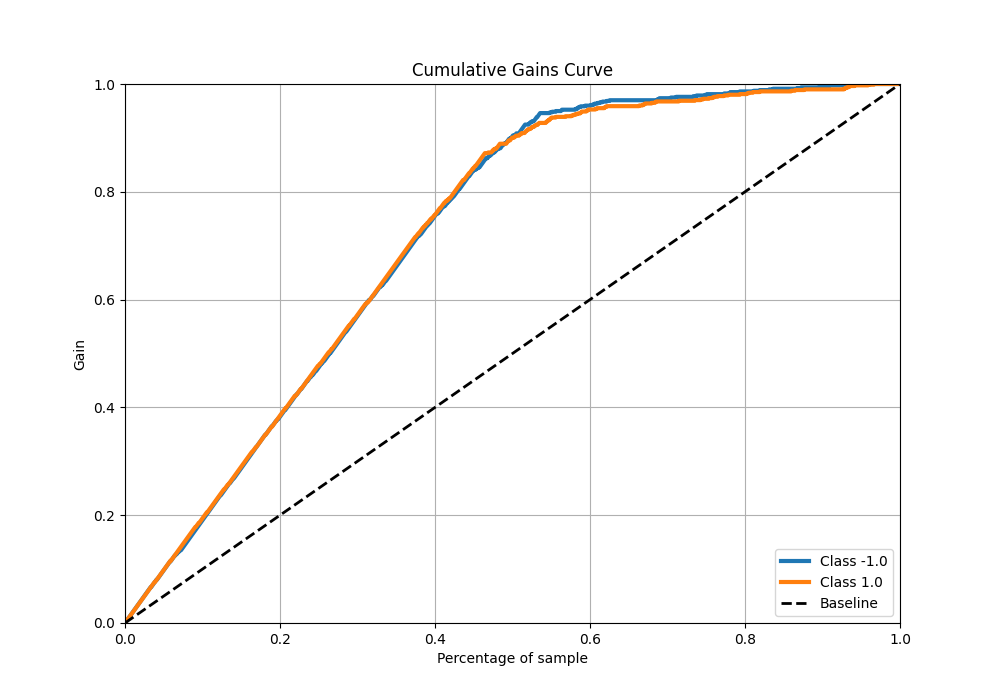 Cumulative Gains Curve
Gain
1.0
0.8
0.6
0.4
0.2
0.0
0.0 0.2 0.4 0.6 0.8 1.0
Percentage of sample
Class -1.0
Class 1.0
Baseline